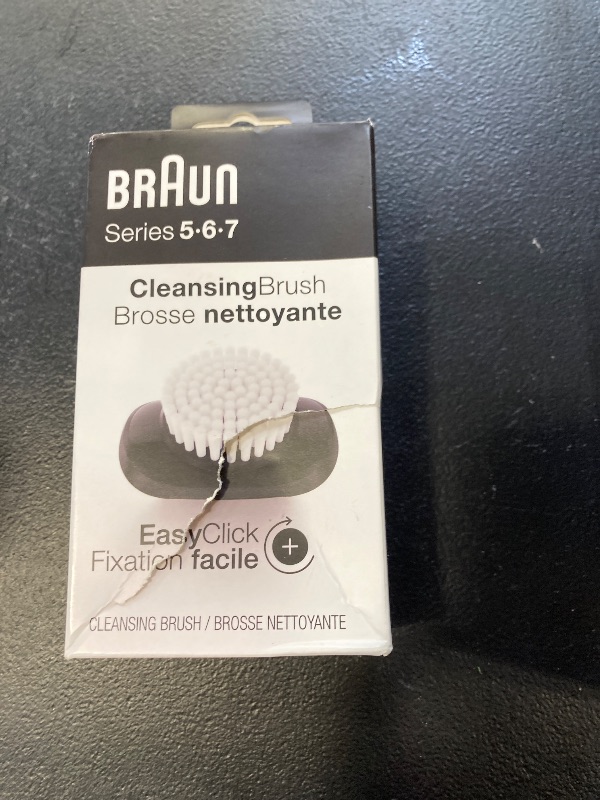 BRAUN
Series 5·6·7
CleansingBrush
Brosse nettoyante
EasyClick
Fixation facile
CLEANSING BRUSH / BROSSE NETTOYANTE